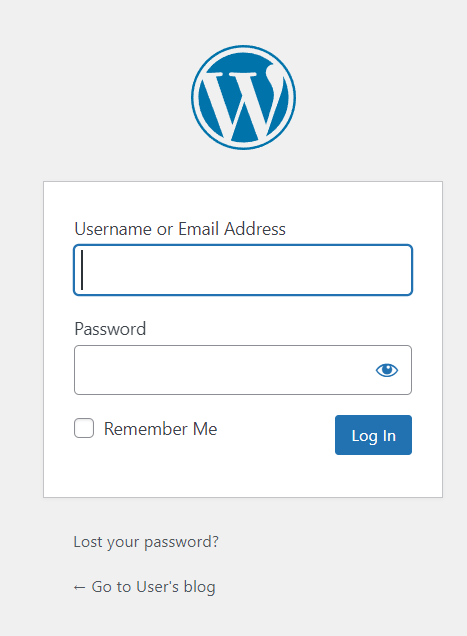 Username or Email Address
Password
Remember Me
Log In
Lost your password?
← Go to User's blog